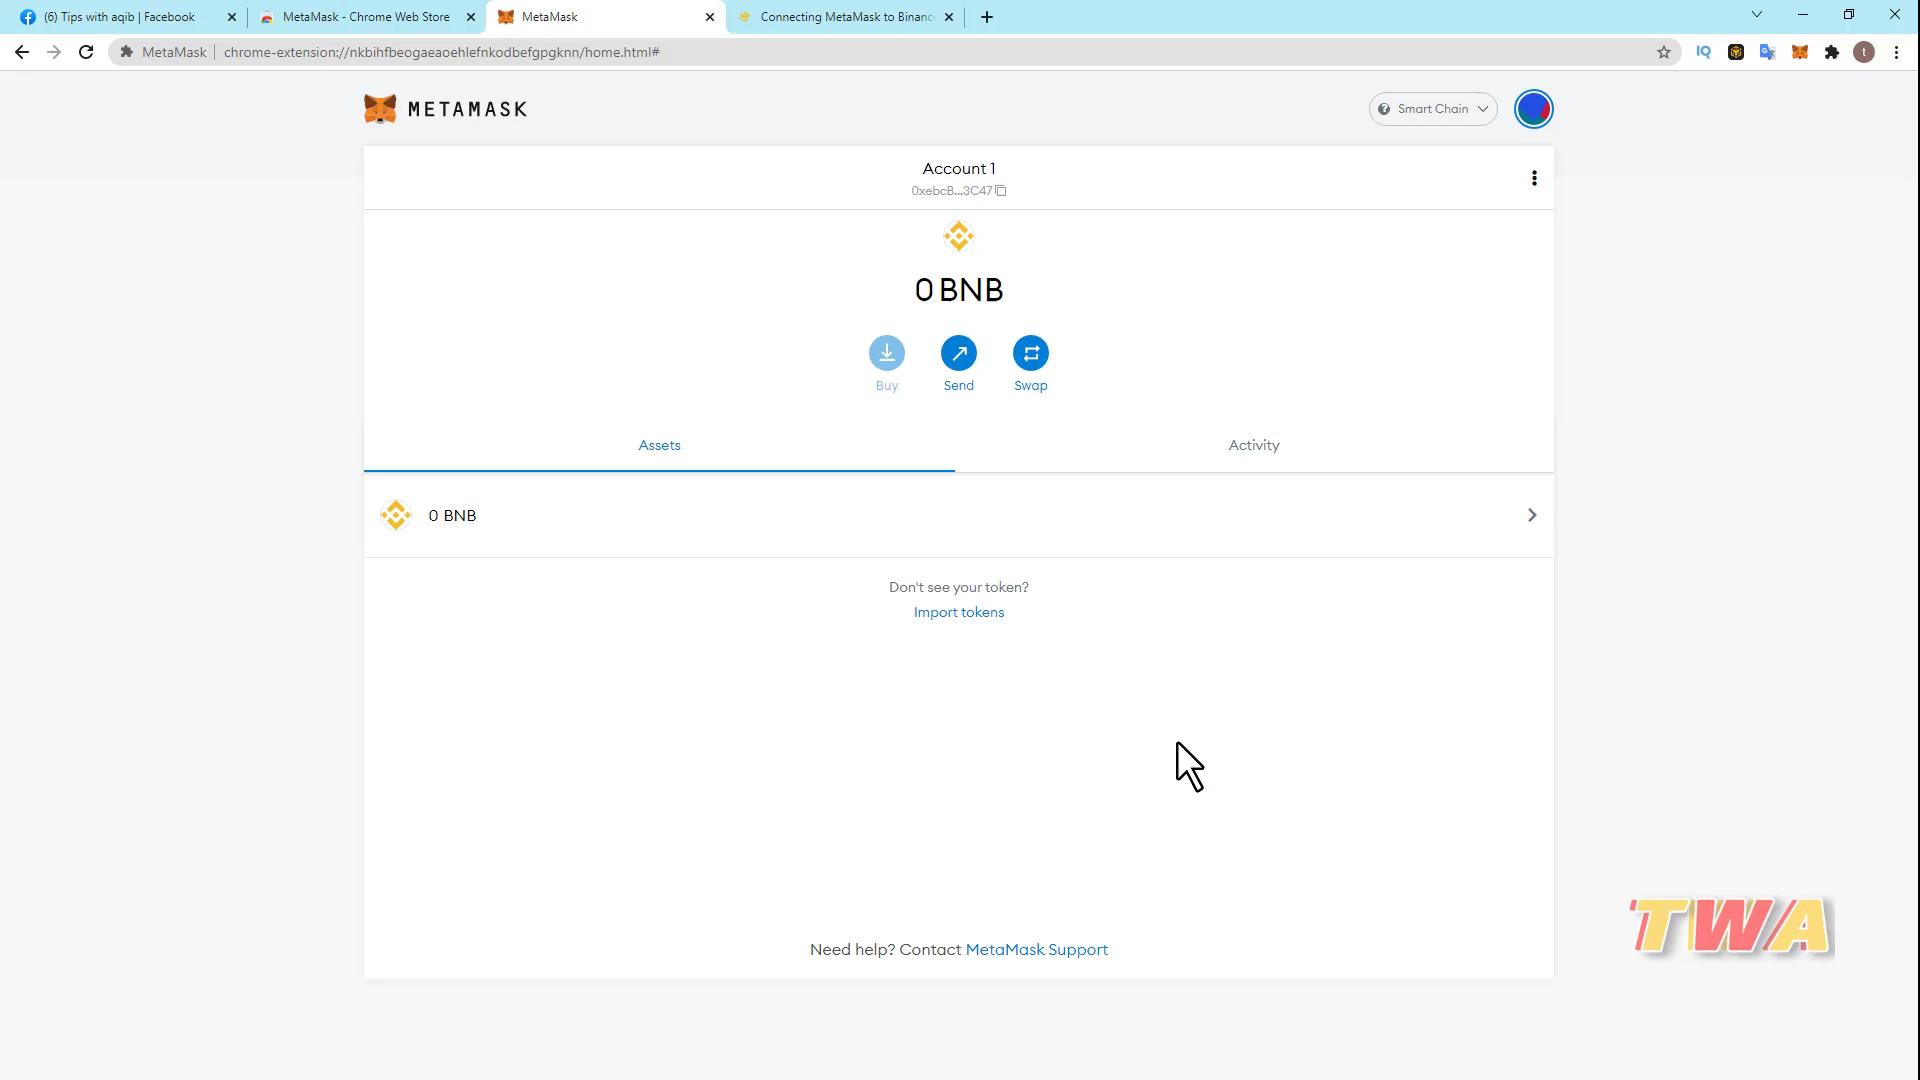 (6) Tips with aqib | Facebook
MetaMask - Chrome Web Store
MetaMask
Connecting MetaMask to Binanc
MetaMask
chrome-extension://nkbihfbeogaeaoehlefnkodbefgpgknn/home.html#
IQ
t
METAMASK
Smart Chain
Account 1
0xebcB...3C47
0 BNB
Buy
Send
Swap
Assets
Activity
0 BNB
Don't see your token?
Import tokens
Need help? Contact MetaMask Support
TWA